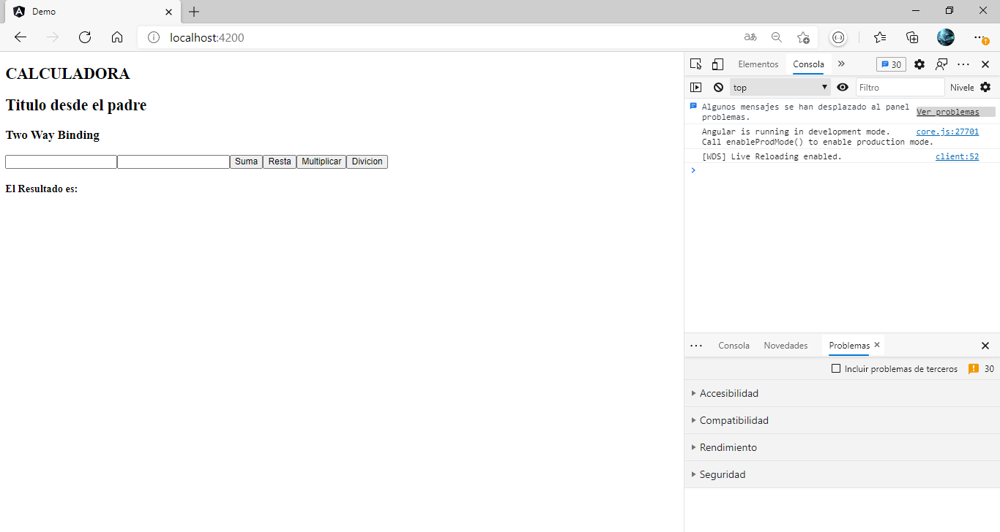 Demo
localhost:4200
aあ
CALCULADORA
Titulo desde el padre
Two Way Binding
Suma Resta Multiplicar Divicion
El Resultado es:
Elementos Consola 30
top Filtro Nivele
Algunos mensajes se han desplazado al panel problemas. Ver problemas
Angular is running in development mode. core.js:27701
Call enableProdMode() to enable production mode.
[WDS] Live Reloading enabled. client:52
Consola Novedades Problemas
Incluir problemas de terceros 30
Accesibilidad
Compatibilidad
Rendimiento
Seguridad